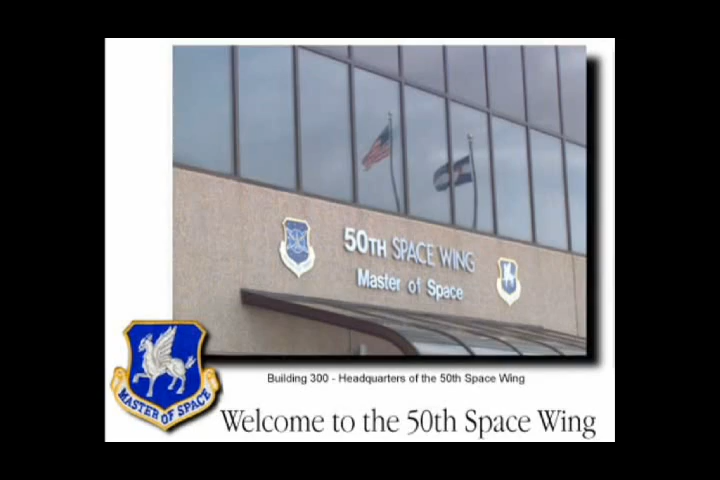 50TH SPACE WING
Master of Space
Building 300 - Headquarters of the 50th Space Wing
MASTER OF SPACE
Welcome to the 50th Space Wing